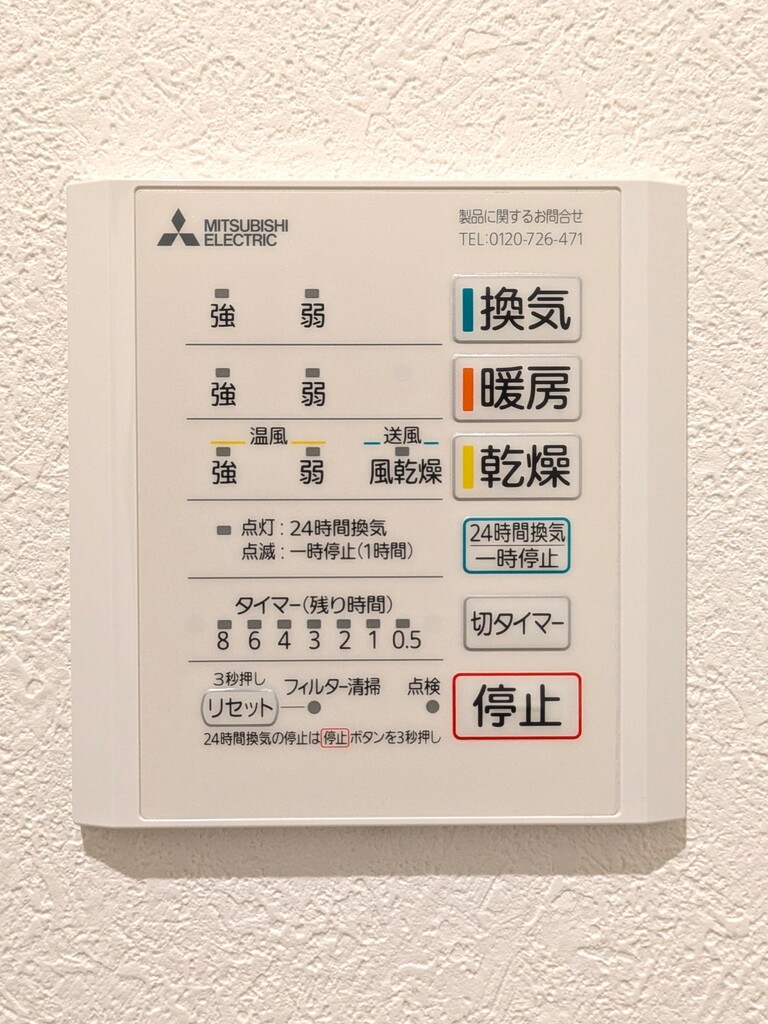 MITSUBISHI
ELECTRIC
製品に関するお問合せ
TEL:0120-726-471
強 弱 換気
強 弱 暖房
温風 送風
強 弱 風乾燥 乾燥
点灯：24時間換気
点滅：一時停止(1時間)
24時間換気
一時停止
タイマー(残り時間)
8 6 4 3 2 1 0.5
切タイマー
3秒押し
リセット フィルター清掃 点検
停止
24時間換気の停止は停止ボタンを3秒押し